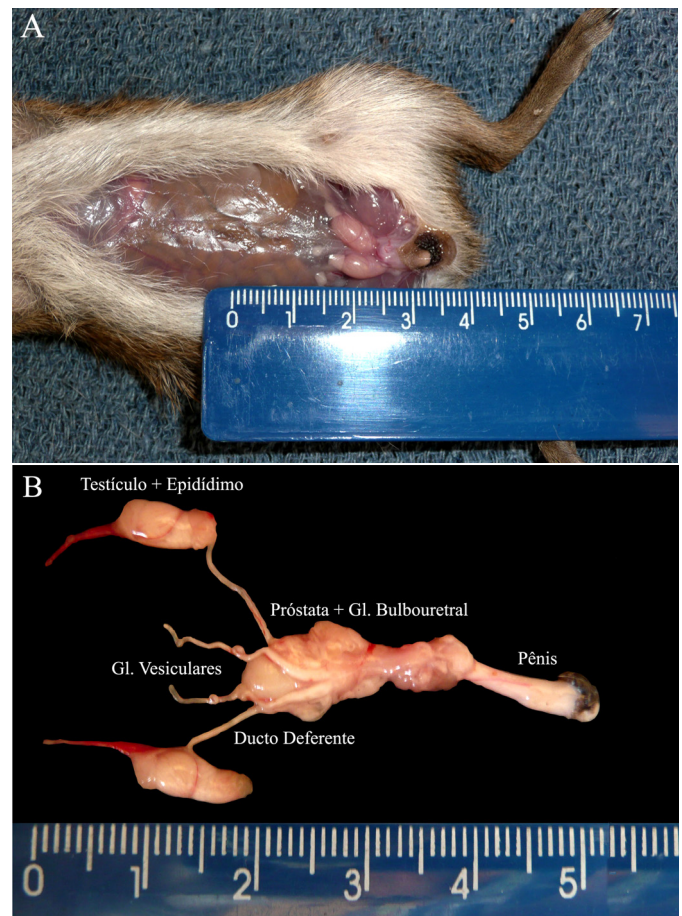 A
0 1 2 3 4 5 6 7
B
Testículo + Epidídimo
Próstata + Gl. Bulbouretral
Pênis
Gl. Vesiculares
Ducto Deferente
0 1 2 3 4 5